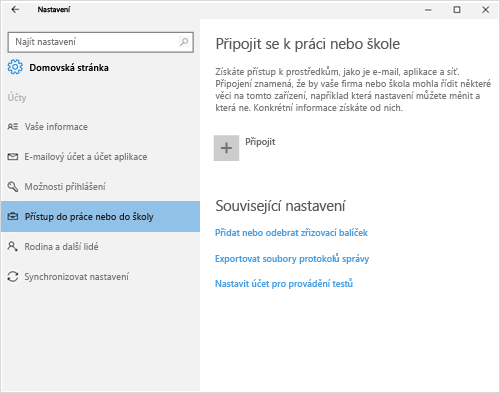 Nastavení
Najít nastavení
Domovská stránka
Účty
Vaše informace
E-mailový účet a účet aplikace
Možnosti přihlášení
Přístup do práce nebo do školy
Rodina a další lidé
Synchronizovat nastavení
Připojit se k práci nebo škole
Získáte přístup k prostředkům, jako je e-mail, aplikace a síť.
Připojení znamená, že by vaše firma nebo škola mohla řídit některé
věci na tomto zařízení, například která nastavení můžete měnit a
která ne. Konkrétní informace získáte od nich.
Připojit
Související nastavení
Přidat nebo odebrat zřizovací balíček
Exportovat soubory protokolů správy
Nastavit účet pro provádění testů